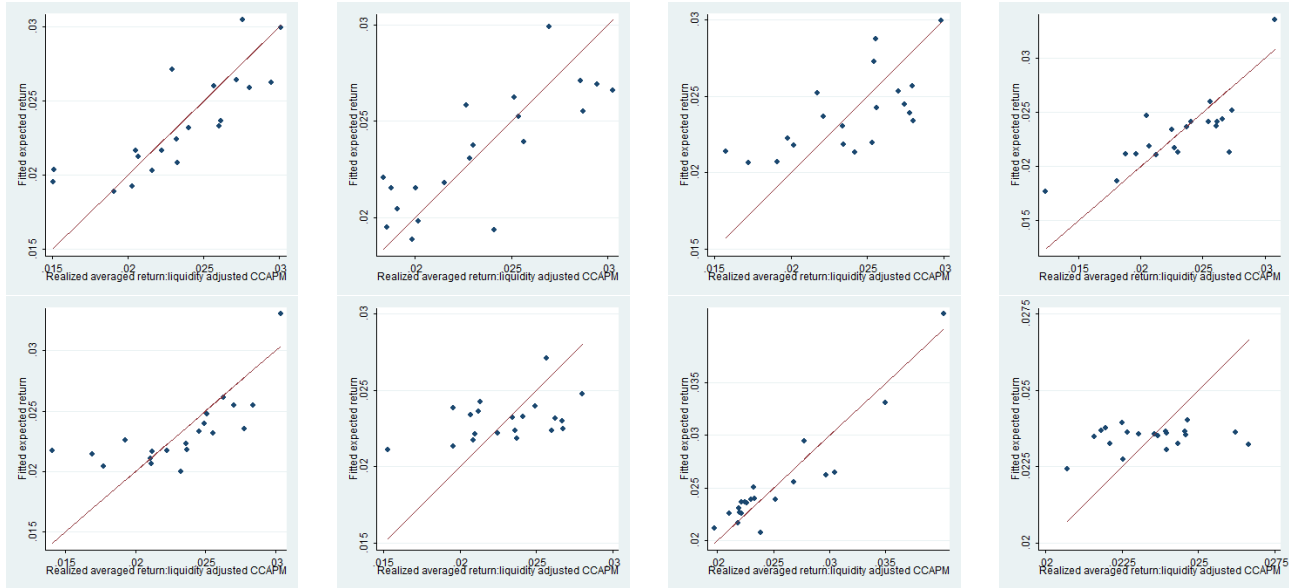 Fitted expected return
.015 .02 .025 .03
.015 .02 .025 .03
Realized averaged return:liquidity adjusted CCAPM
Fitted expected return
.02 .025 .03
.02 .025 .03
Realized averaged return:liquidity adjusted CCAPM
Fitted expected return
.015 .02 .025 .03
.015 .02 .025 .03
Realized averaged return:liquidity adjusted CCAPM
Fitted expected return
.015 .02 .025 .03
.015 .02 .025 .03
Realized averaged return:liquidity adjusted CCAPM
Fitted expected return
.015 .02 .025 .03
.015 .02 .025 .03
Realized averaged return:liquidity adjusted CCAPM
Fitted expected return
.015 .02 .025 .03
.015 .02 .025 .03
Realized averaged return:liquidity adjusted CCAPM
Fitted expected return
.02 .025 .03 .035
.02 .025 .03 .035
Realized averaged return:liquidity adjusted CCAPM
Fitted expected return
.02 .0225 .025 .0275
.02 .0225 .025 .0275
Realized averaged return:liquidity adjusted CCAPM